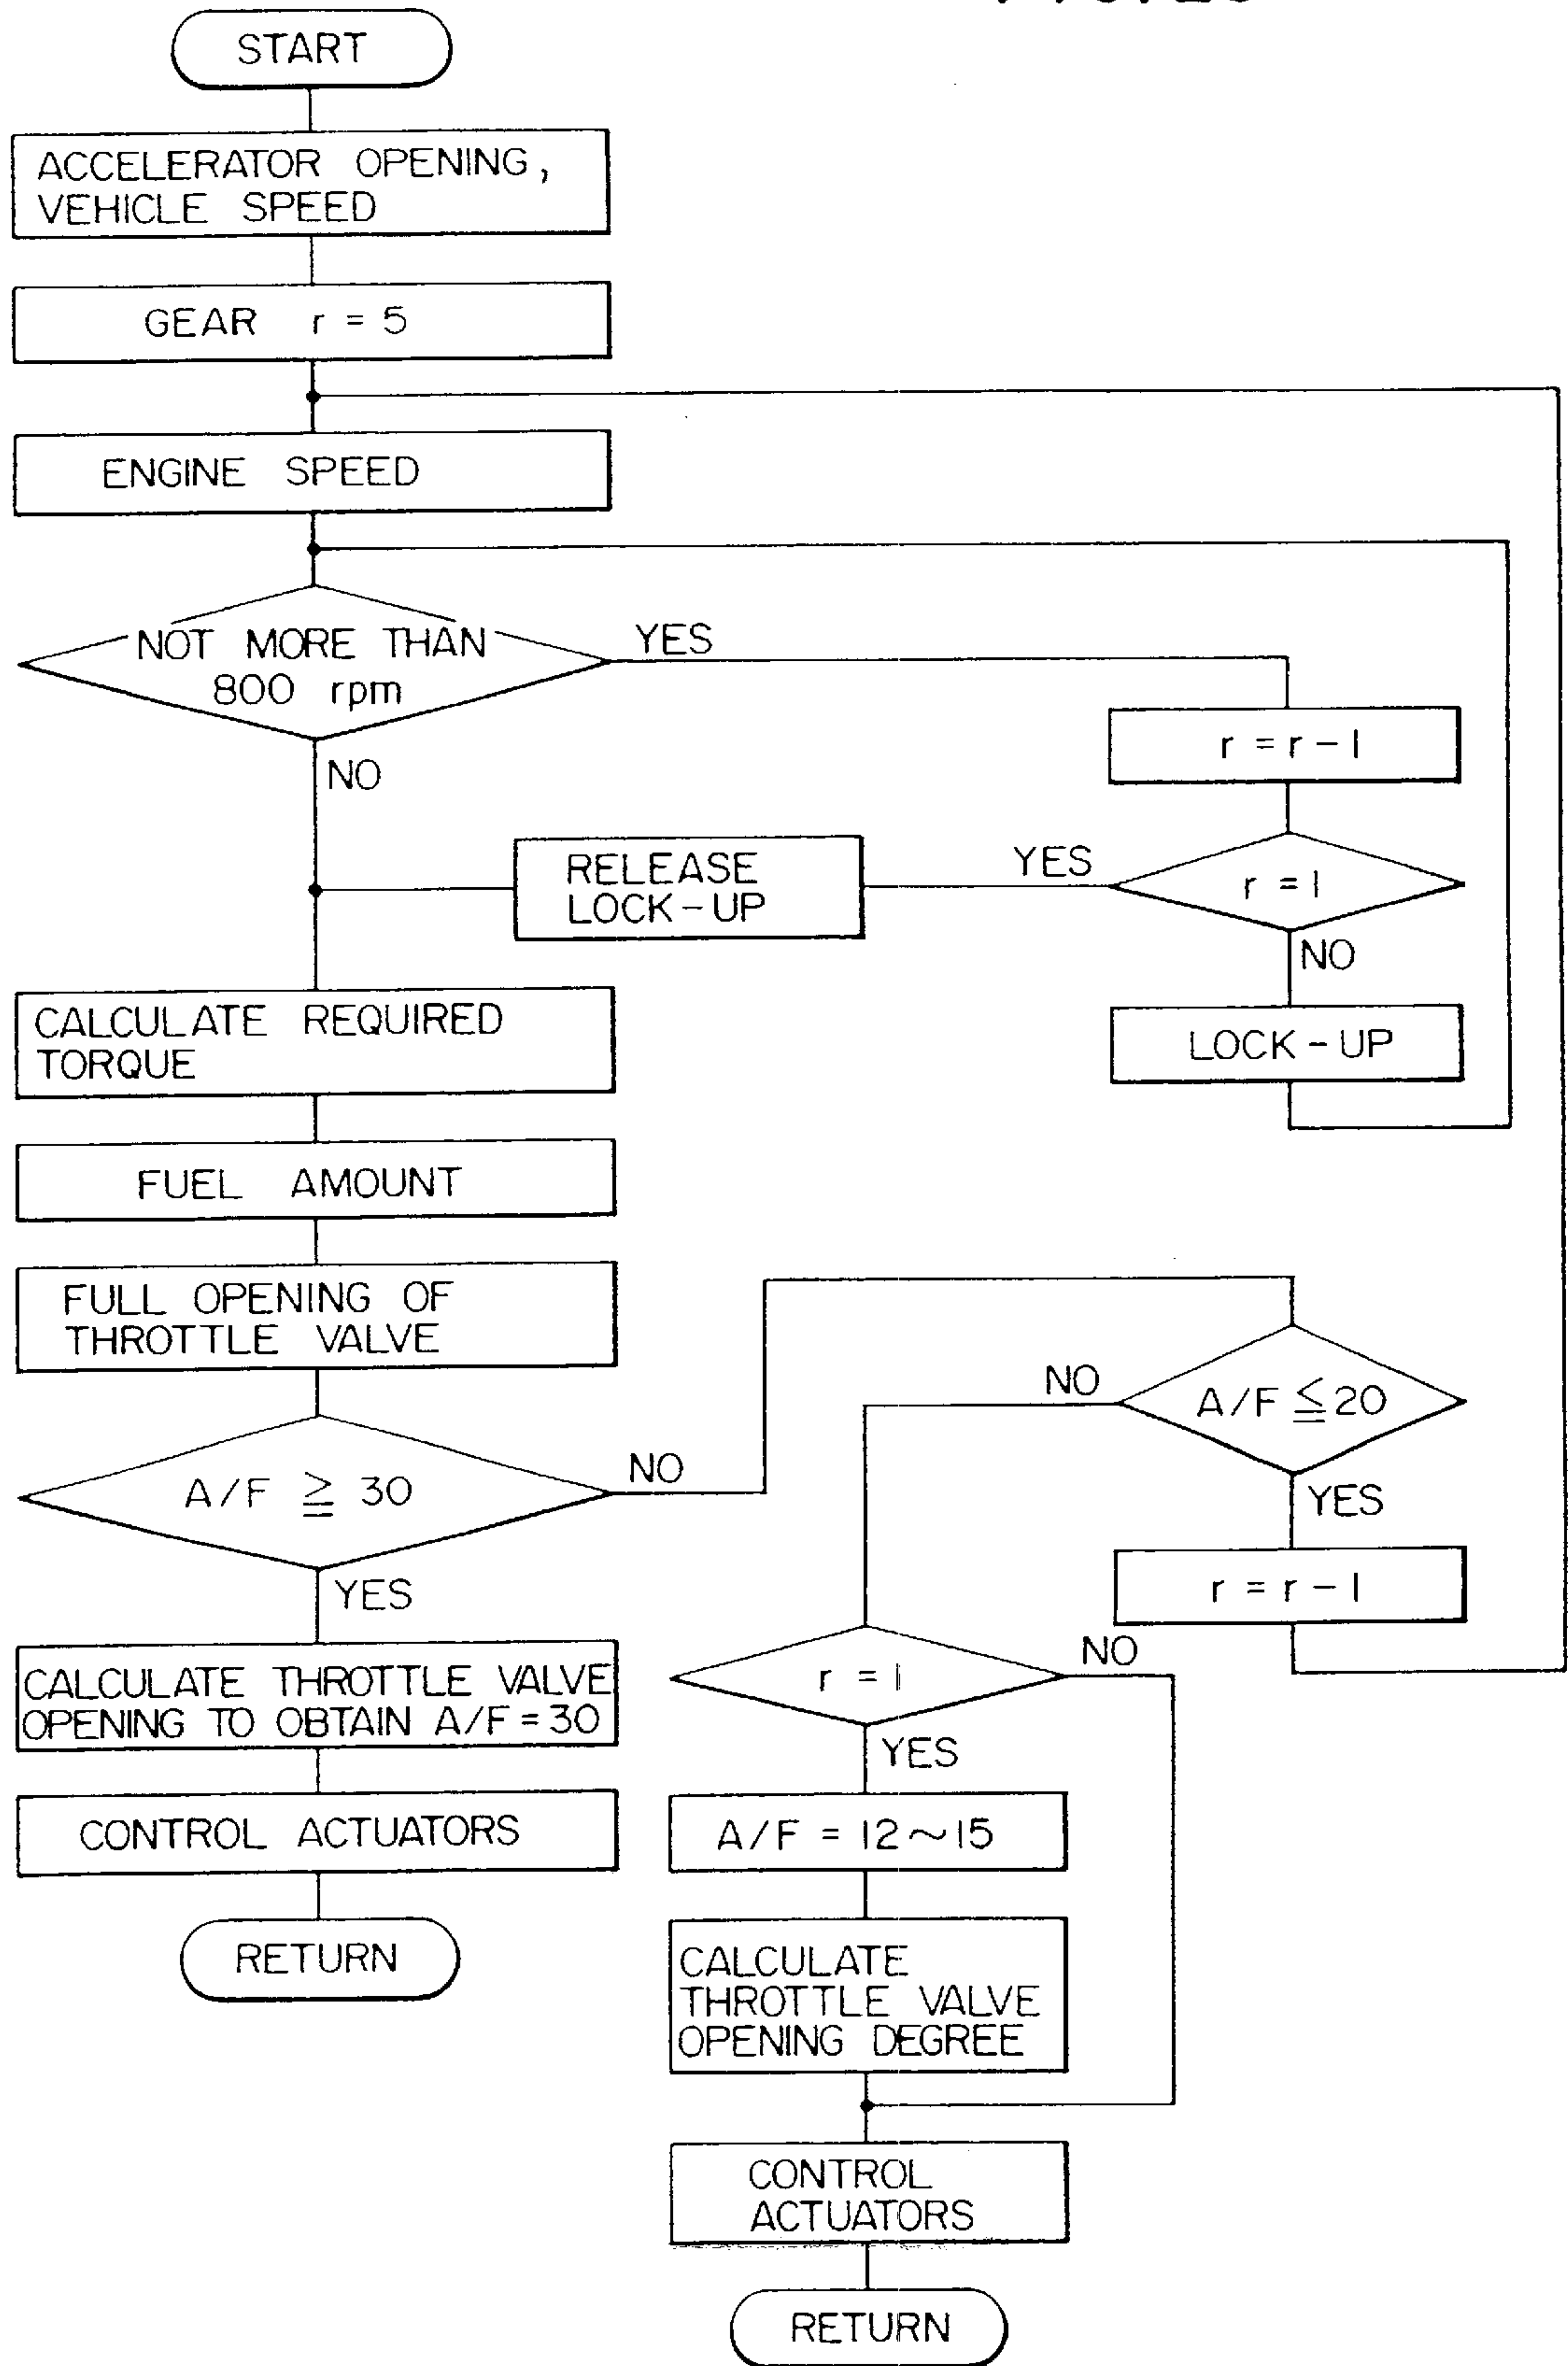 START
ACCELERATOR OPENING,
VEHICLE SPEED
GEAR r = 5
ENGINE SPEED
NOT MORE THAN
800 rpm
YES
NO
r = r - 1
r = 1
YES
NO
RELEASE
LOCK-UP
LOCK-UP
CALCULATE REQUIRED
TORQUE
FUEL AMOUNT
FULL OPENING OF
THROTTLE VALVE
A/F ≧ 30
NO
YES
A/F ≦ 20
NO
YES
r = r - 1
CALCULATE THROTTLE VALVE
OPENING TO OBTAIN A/F = 30
CONTROL ACTUATORS
RETURN
r = 1
NO
YES
A/F = 12~15
CALCULATE
THROTTLE VALVE
OPENING DEGREE
CONTROL
ACTUATORS
RETURN